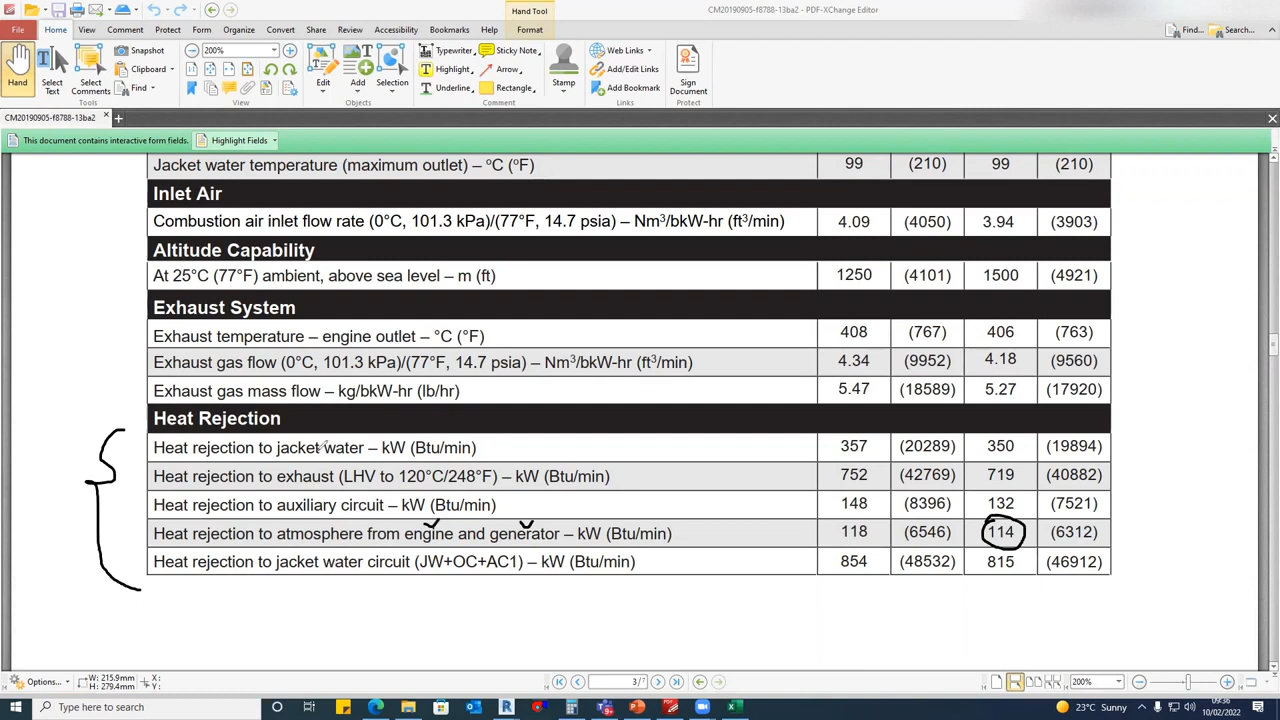 Hand Tool
CM20190905-f8788-13ba2 - PDF-XChange Editor
File Home View Comment Protect Form Organize Convert Share Review Accessibility Bookmarks Help Format Find... Search...
Snapshot 200% Typewriter Sticky Note Web Links
Clipboard Highlight Arrow Add/Edit Links
Hand Select Text Select Comments Find Edit Add Selection Underline Rectangle Stamp Add Bookmark Sign Document
Tools View Objects Comment Links Protect
CM20190905-f8788-13ba2
This document contains interactive form fields. Highlight Fields
Jacket water temperature (maximum outlet) – °C (°F) 99 (210) 99 (210)
Inlet Air
Combustion air inlet flow rate (0°C, 101.3 kPa)/(77°F, 14.7 psia) – Nm³/bkW-hr (ft³/min) 4.09 (4050) 3.94 (3903)
Altitude Capability
At 25°C (77°F) ambient, above sea level – m (ft) 1250 (4101) 1500 (4921)
Exhaust System
Exhaust temperature – engine outlet – °C (°F) 408 (767) 406 (763)
Exhaust gas flow (0°C, 101.3 kPa)/(77°F, 14.7 psia) – Nm³/bkW-hr (ft³/min) 4.34 (9952) 4.18 (9560)
Exhaust gas mass flow – kg/bkW-hr (lb/hr) 5.47 (18589) 5.27 (17920)
Heat Rejection
Heat rejection to jacket water – kW (Btu/min) 357 (20289) 350 (19894)
Heat rejection to exhaust (LHV to 120°C/248°F) – kW (Btu/min) 752 (42769) 719 (40882)
Heat rejection to auxiliary circuit – kW (Btu/min) 148 (8396) 132 (7521)
Heat rejection to atmosphere from engine and generator – kW (Btu/min) 118 (6546) 114 (6312)
Heat rejection to jacket water circuit (JW+OC+AC1) – kW (Btu/min) 854 (48532) 815 (46912)
Options... W: 215.9mm X:
H: 279.4mm Y: 3/7 200%
Type here to search 23°C Sunny 09:36
10/02/2022